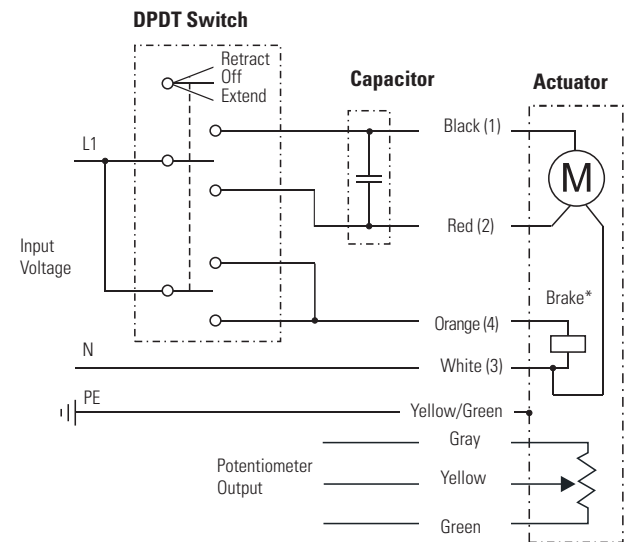 DPDT Switch
Retract
Off
Extend
Capacitor
Actuator
L1
Black (1)
M
Red (2)
Input
Voltage
Brake*
Orange (4)
N
White (3)
PE
Yellow/Green
Gray
Potentiometer
Output
Yellow
Green